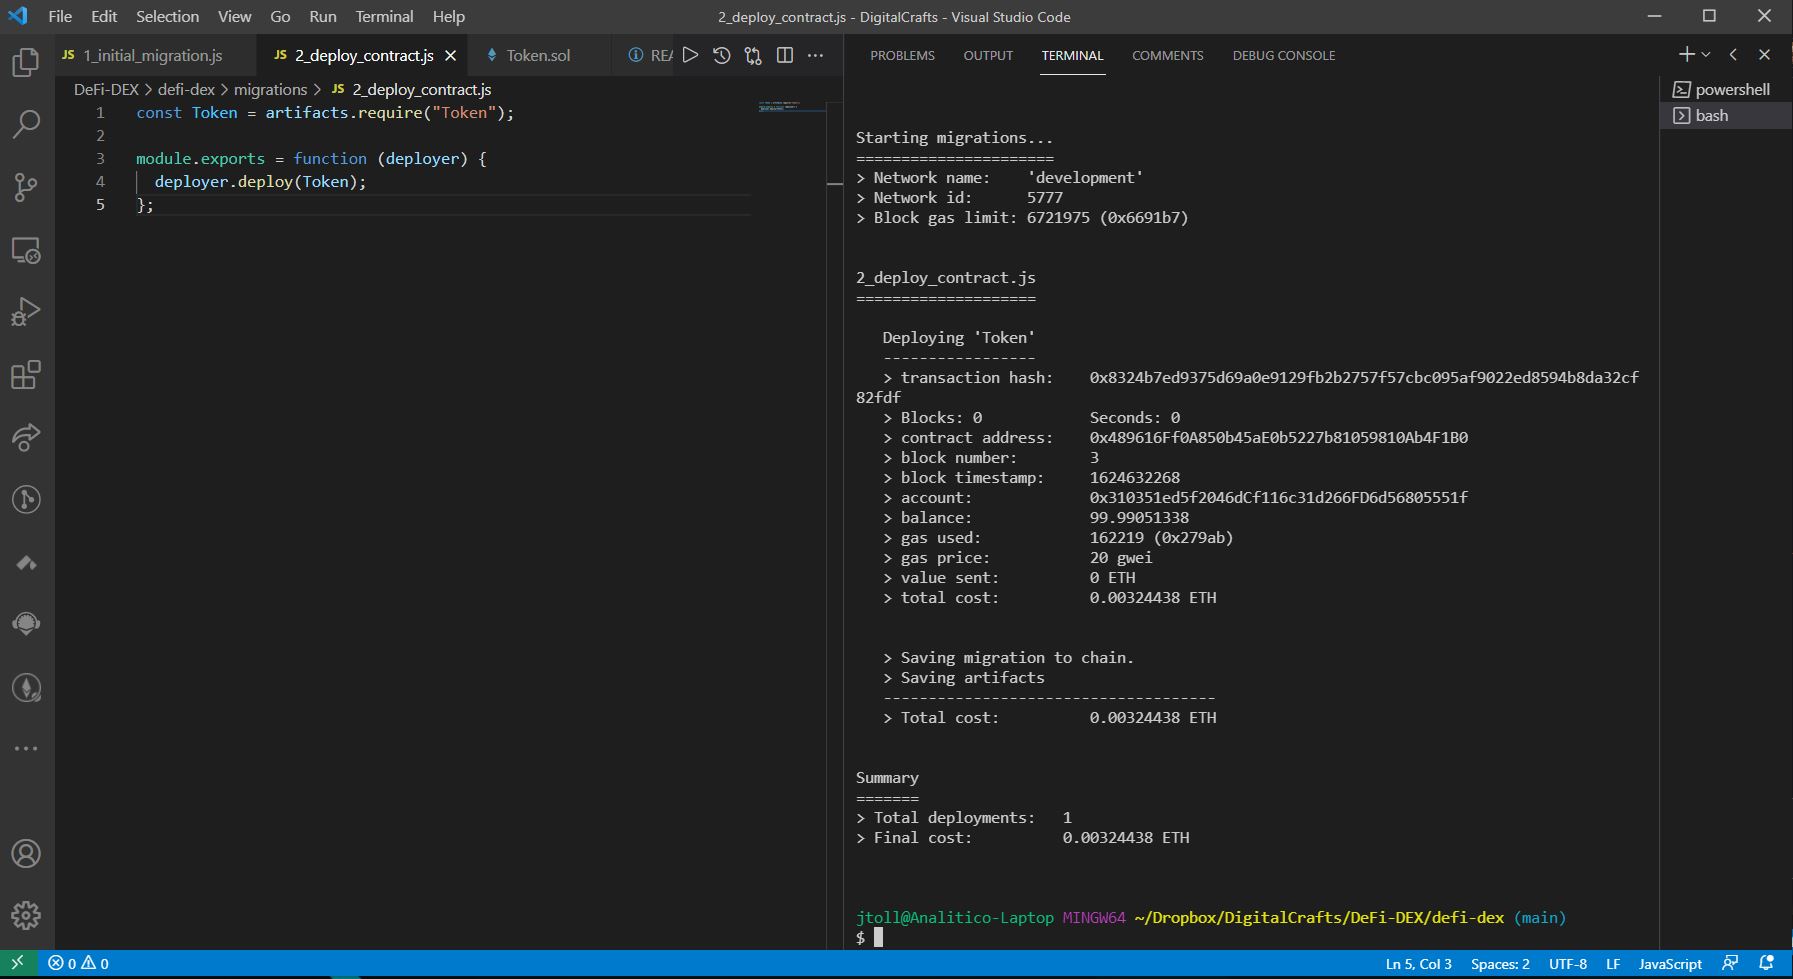 File Edit Selection View Go Run Terminal Help
2_deploy_contract.js - DigitalCrafts - Visual Studio Code
JS 1_initial_migration.js JS 2_deploy_contract.js Token.sol REA
DeFi-DEX > defi-dex > migrations > JS 2_deploy_contract.js
1 const Token = artifacts.require("Token");
2
3 module.exports = function (deployer) {
4 deployer.deploy(Token);
5 };
PROBLEMS OUTPUT TERMINAL COMMENTS DEBUG CONSOLE
powershell
bash
Starting migrations...
======================
> Network name:    'development'
> Network id:      5777
> Block gas limit: 6721975 (0x6691b7)
2_deploy_contract.js
====================
Deploying 'Token'
-----------------
> transaction hash:    0x8324b7ed9375d69a0e9129fb2b2757f57cbc095af9022ed8594b8da32cf
82fdf
> Blocks: 0            Seconds: 0
> contract address:    0x489616Ff0A850b45aE0b5227b81059810Ab4F1B0
> block number:        3
> block timestamp:     1624632268
> account:             0x310351ed5f2046dCf116c31d266FD6d56805551f
> balance:             99.99051338
> gas used:            162219 (0x279ab)
> gas price:           20 gwei
> value sent:          0 ETH
> total cost:          0.00324438 ETH
> Saving migration to chain.
> Saving artifacts
-------------------------------------
> Total cost:          0.00324438 ETH
Summary
=======
> Total deployments:   1
> Final cost:          0.00324438 ETH
jtoll@Analitico-Laptop MINGW64 ~/Dropbox/DigitalCrafts/DeFi-DEX/defi-dex (main)
$
0 0
Ln 5, Col 3 Spaces: 2 UTF-8 LF JavaScript